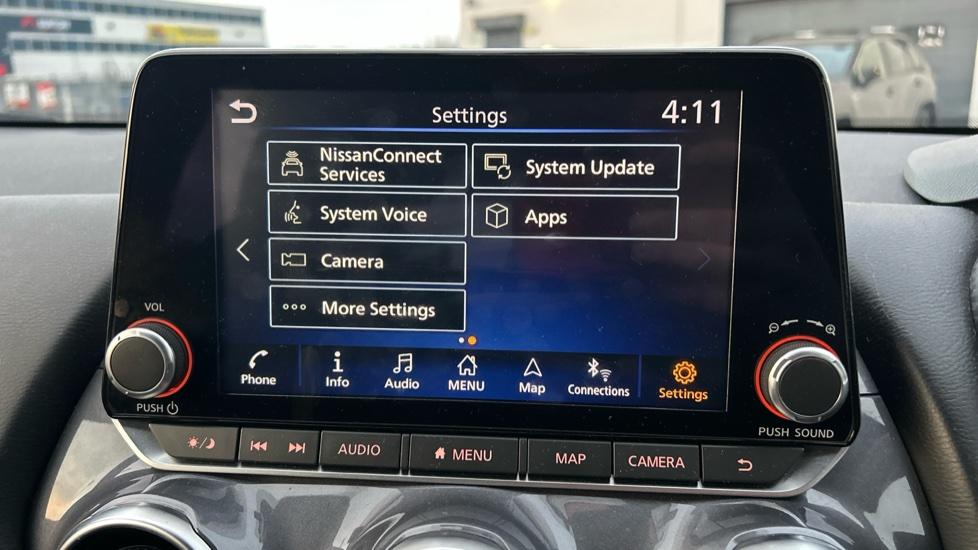 Settings
4:11
NissanConnect
Services
System Update
System Voice
Apps
Camera
More Settings
Phone
Info
Audio
MENU
Map
Connections
Settings
VOL
PUSH
PUSH SOUND
AUDIO
MENU
MAP
CAMERA